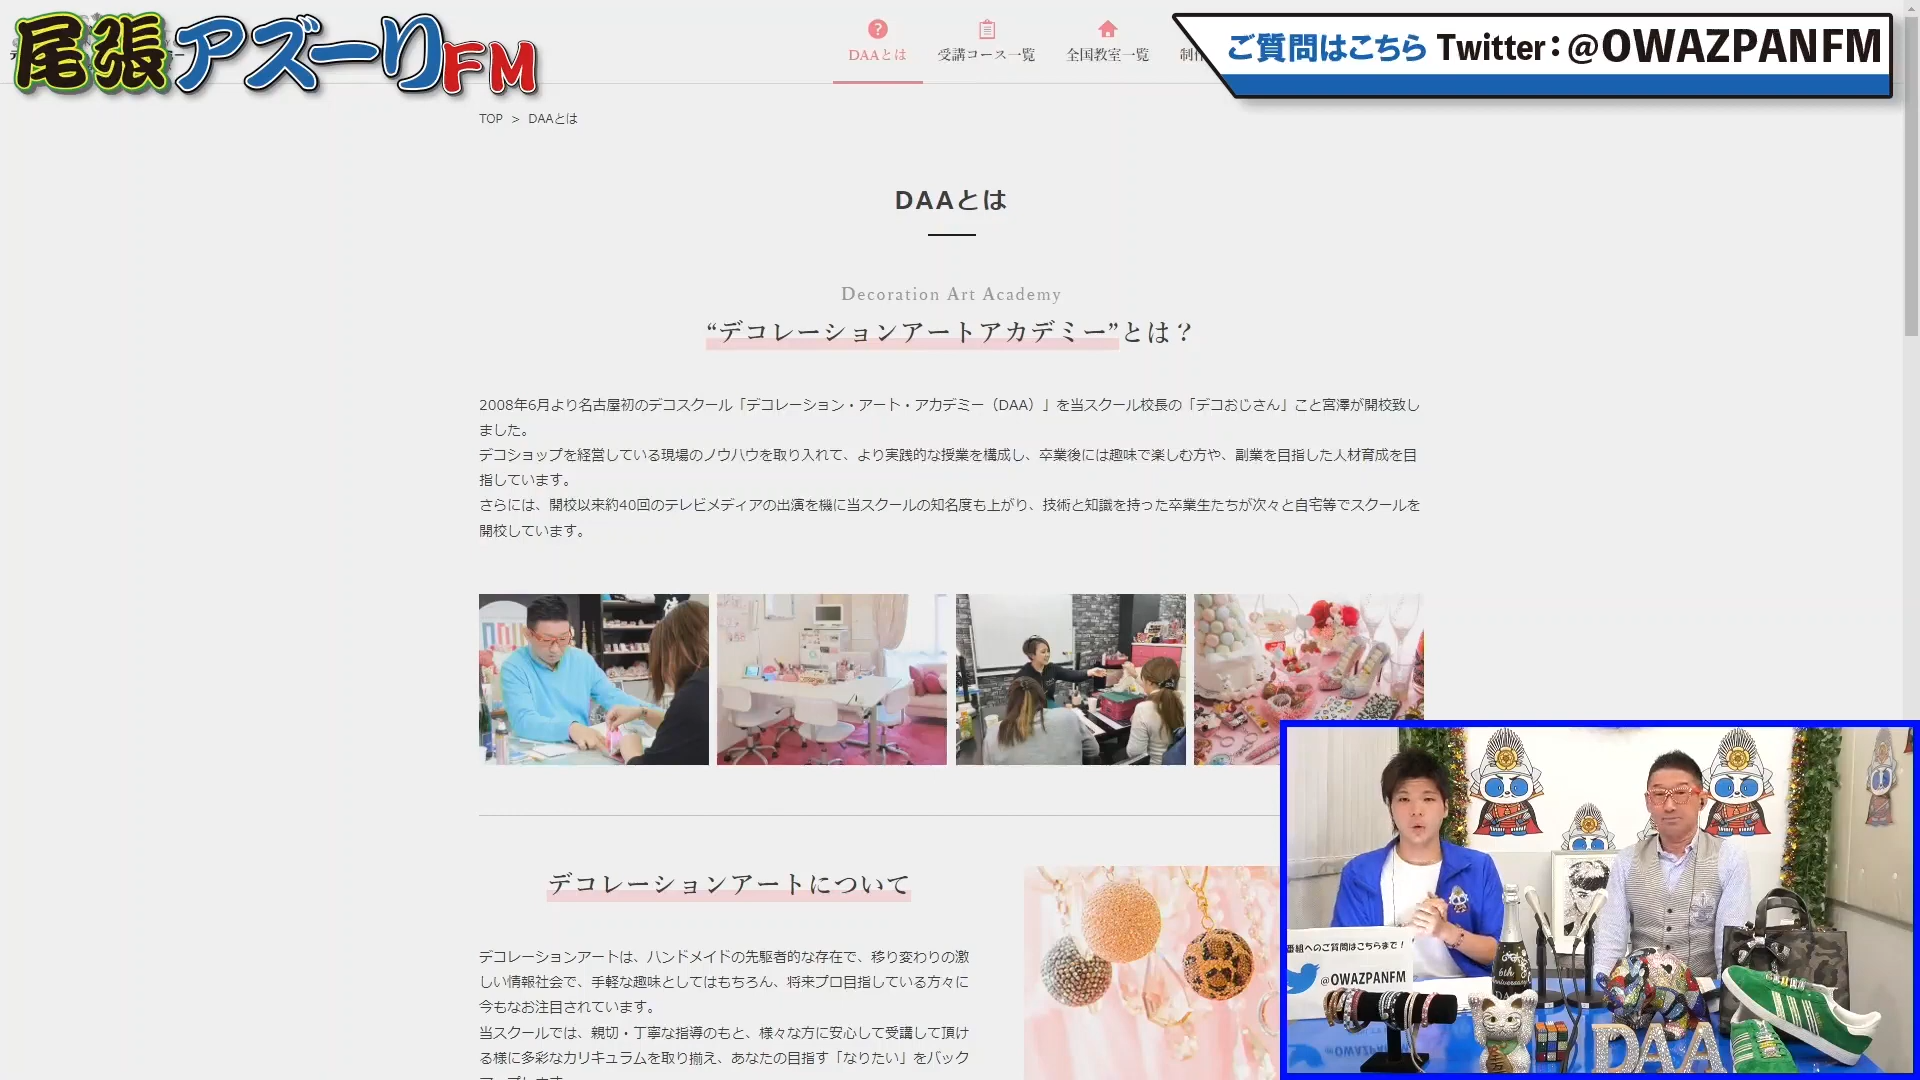 尾張アズーリFM
DAAとは
受講コース一覧
全国教室一覧
制作
ご質問はこちら Twitter：@OWAZPANFM
TOP > DAAとは
DAAとは
Decoration Art Academy
“デコレーションアートアカデミー”とは？
2008年6月より名古屋初のデコスクール「デコレーション・アート・アカデミー（DAA）」を当スクール校長の「デコおじさん」こと宮澤が開校致し
ました。
デコショップを経営している現場のノウハウを取り入れて、より実践的な授業を構成し、卒業後には趣味で楽しむ方や、副業を目指した人材育成を目
指しています。
さらには、開校以来約40回のテレビメディアの出演を機に当スクールの知名度も上がり、技術と知識を持った卒業生たちが次々と自宅等でスクールを
開校しています。
デコレーションアートについて
デコレーションアートは、ハンドメイドの先駆者的な存在で、移り変わりの激
しい情報社会で、手軽な趣味としてはもちろん、将来プロ目指している方々に
今もなお注目されています。
当スクールでは、親切・丁寧な指導のもと、様々な方に安心して受講して頂け
る様に多彩なカリキュラムを取り揃え、あなたの目指す「なりたい」をバック
番組へのご質問はこちらまで！
@OWAZPANFM
6th
Anniversary
DAA